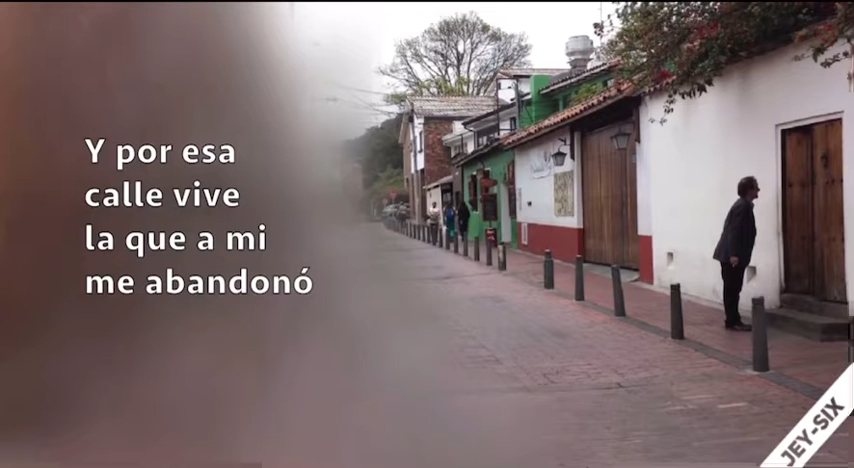 Y por esa
calle vive
la que a mi
me abandonó
JEY-SIX